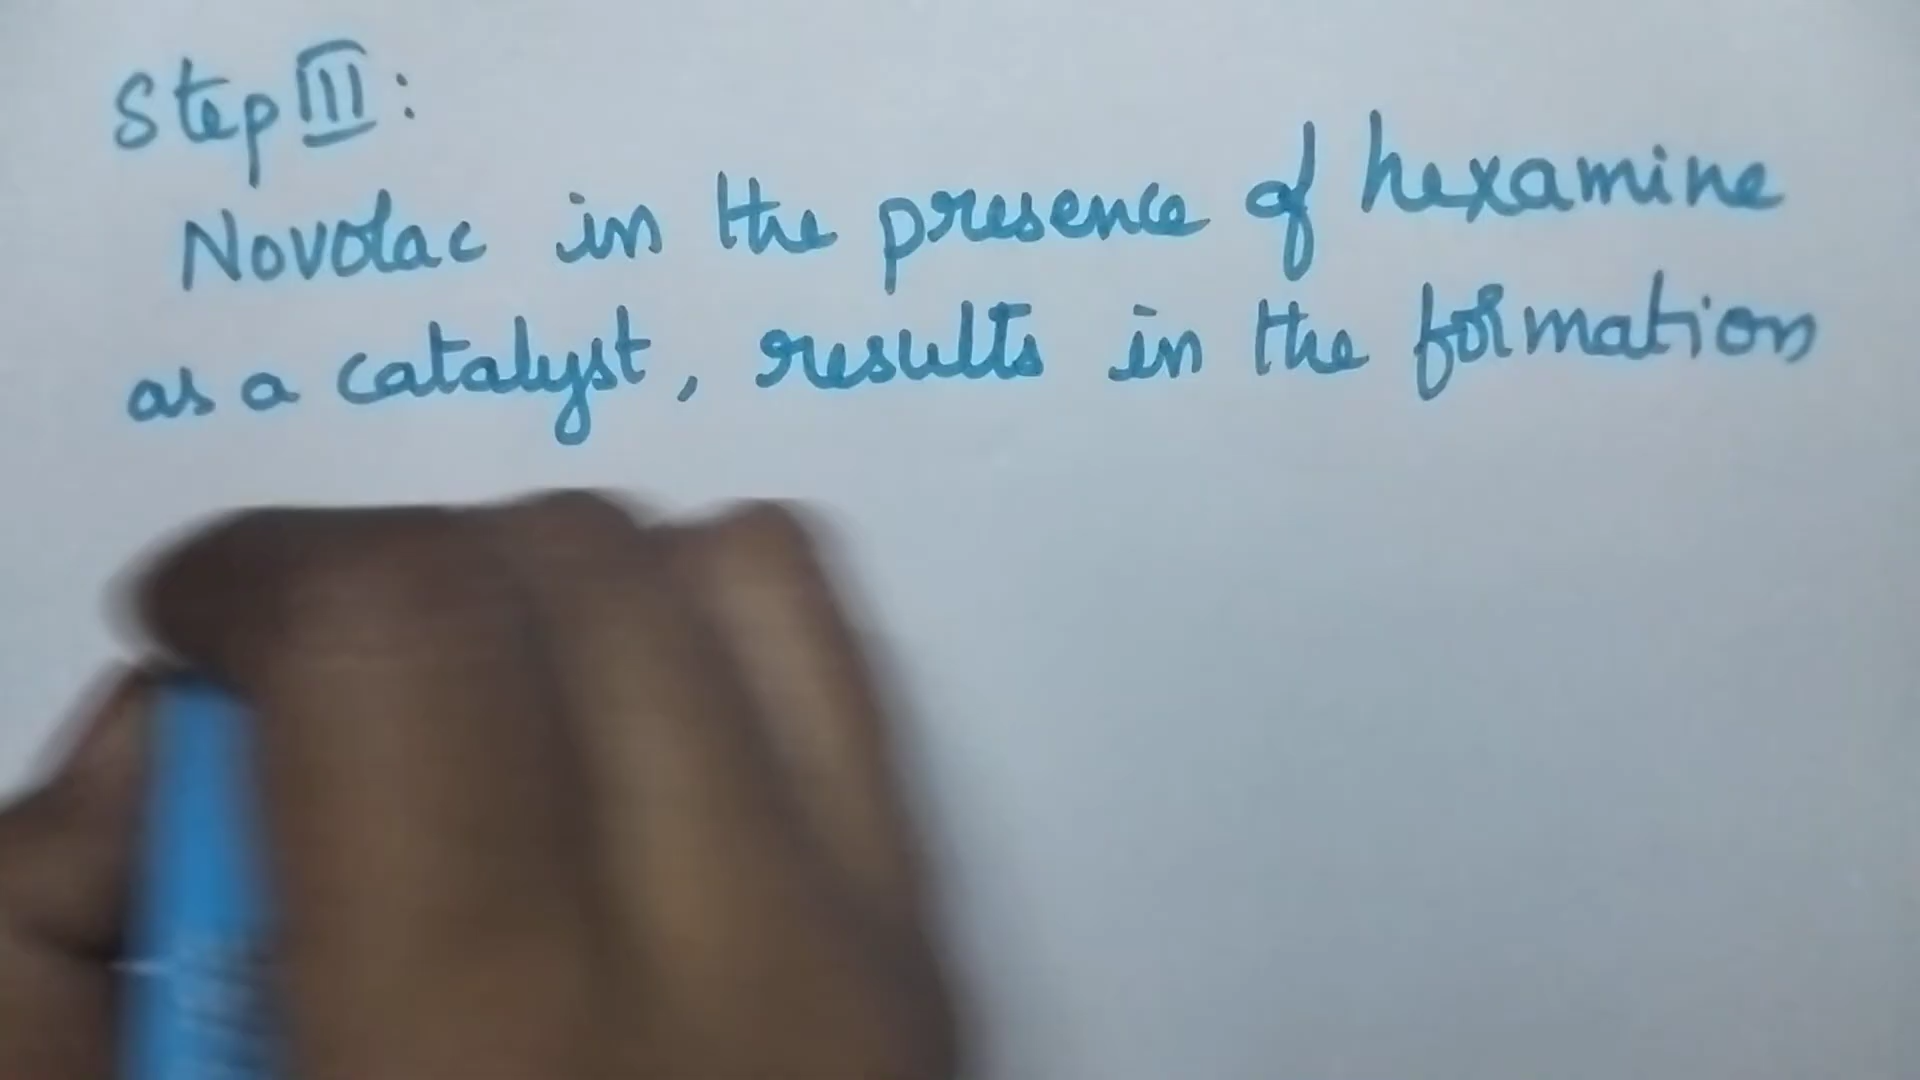 Step III:
Novolac in the presence of hexamine
as a catalyst, results in the formation